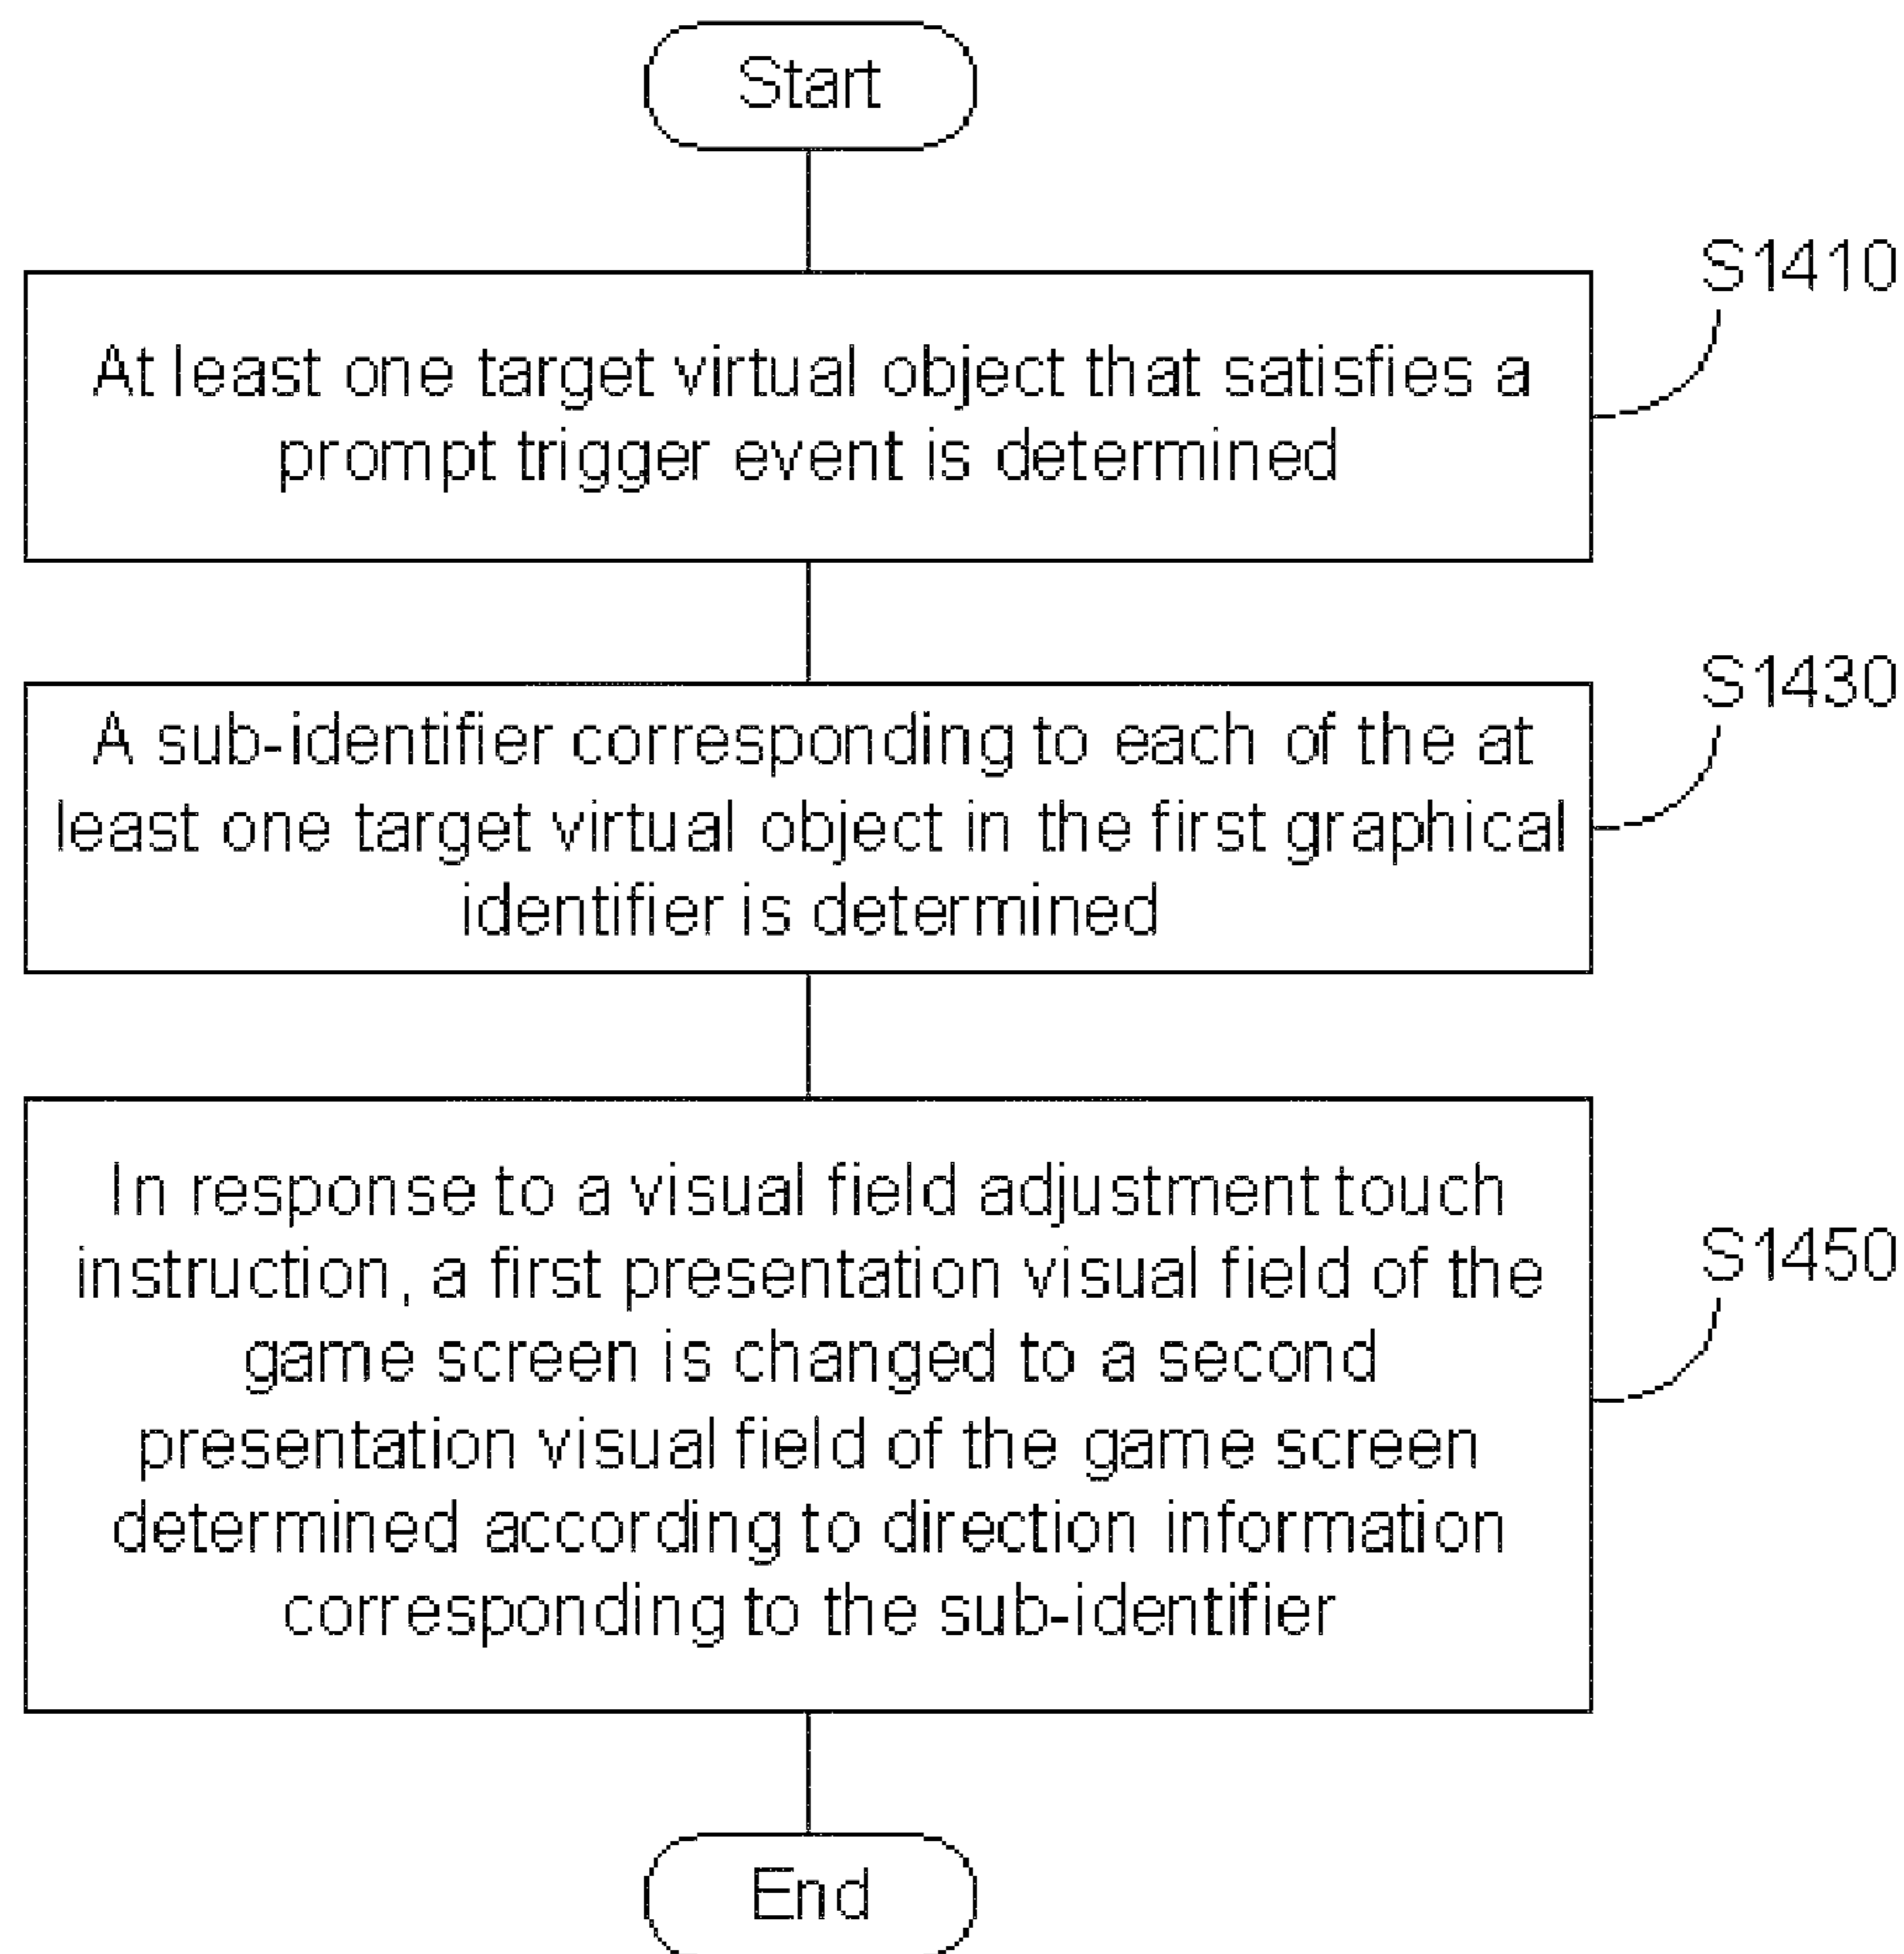 Start
S1410
At least one target virtual object that satisfies a
prompt trigger event is determined
S1430
A sub-identifier corresponding to each of the at
least one target virtual object in the first graphical
identifier is determined
In response to a visual field adjustment touch
S1450
instruction, a first presentation visual field of the
game screen is changed to a second
presentation visual field of the game screen
determined according to direction information
corresponding to the sub-identifier
End